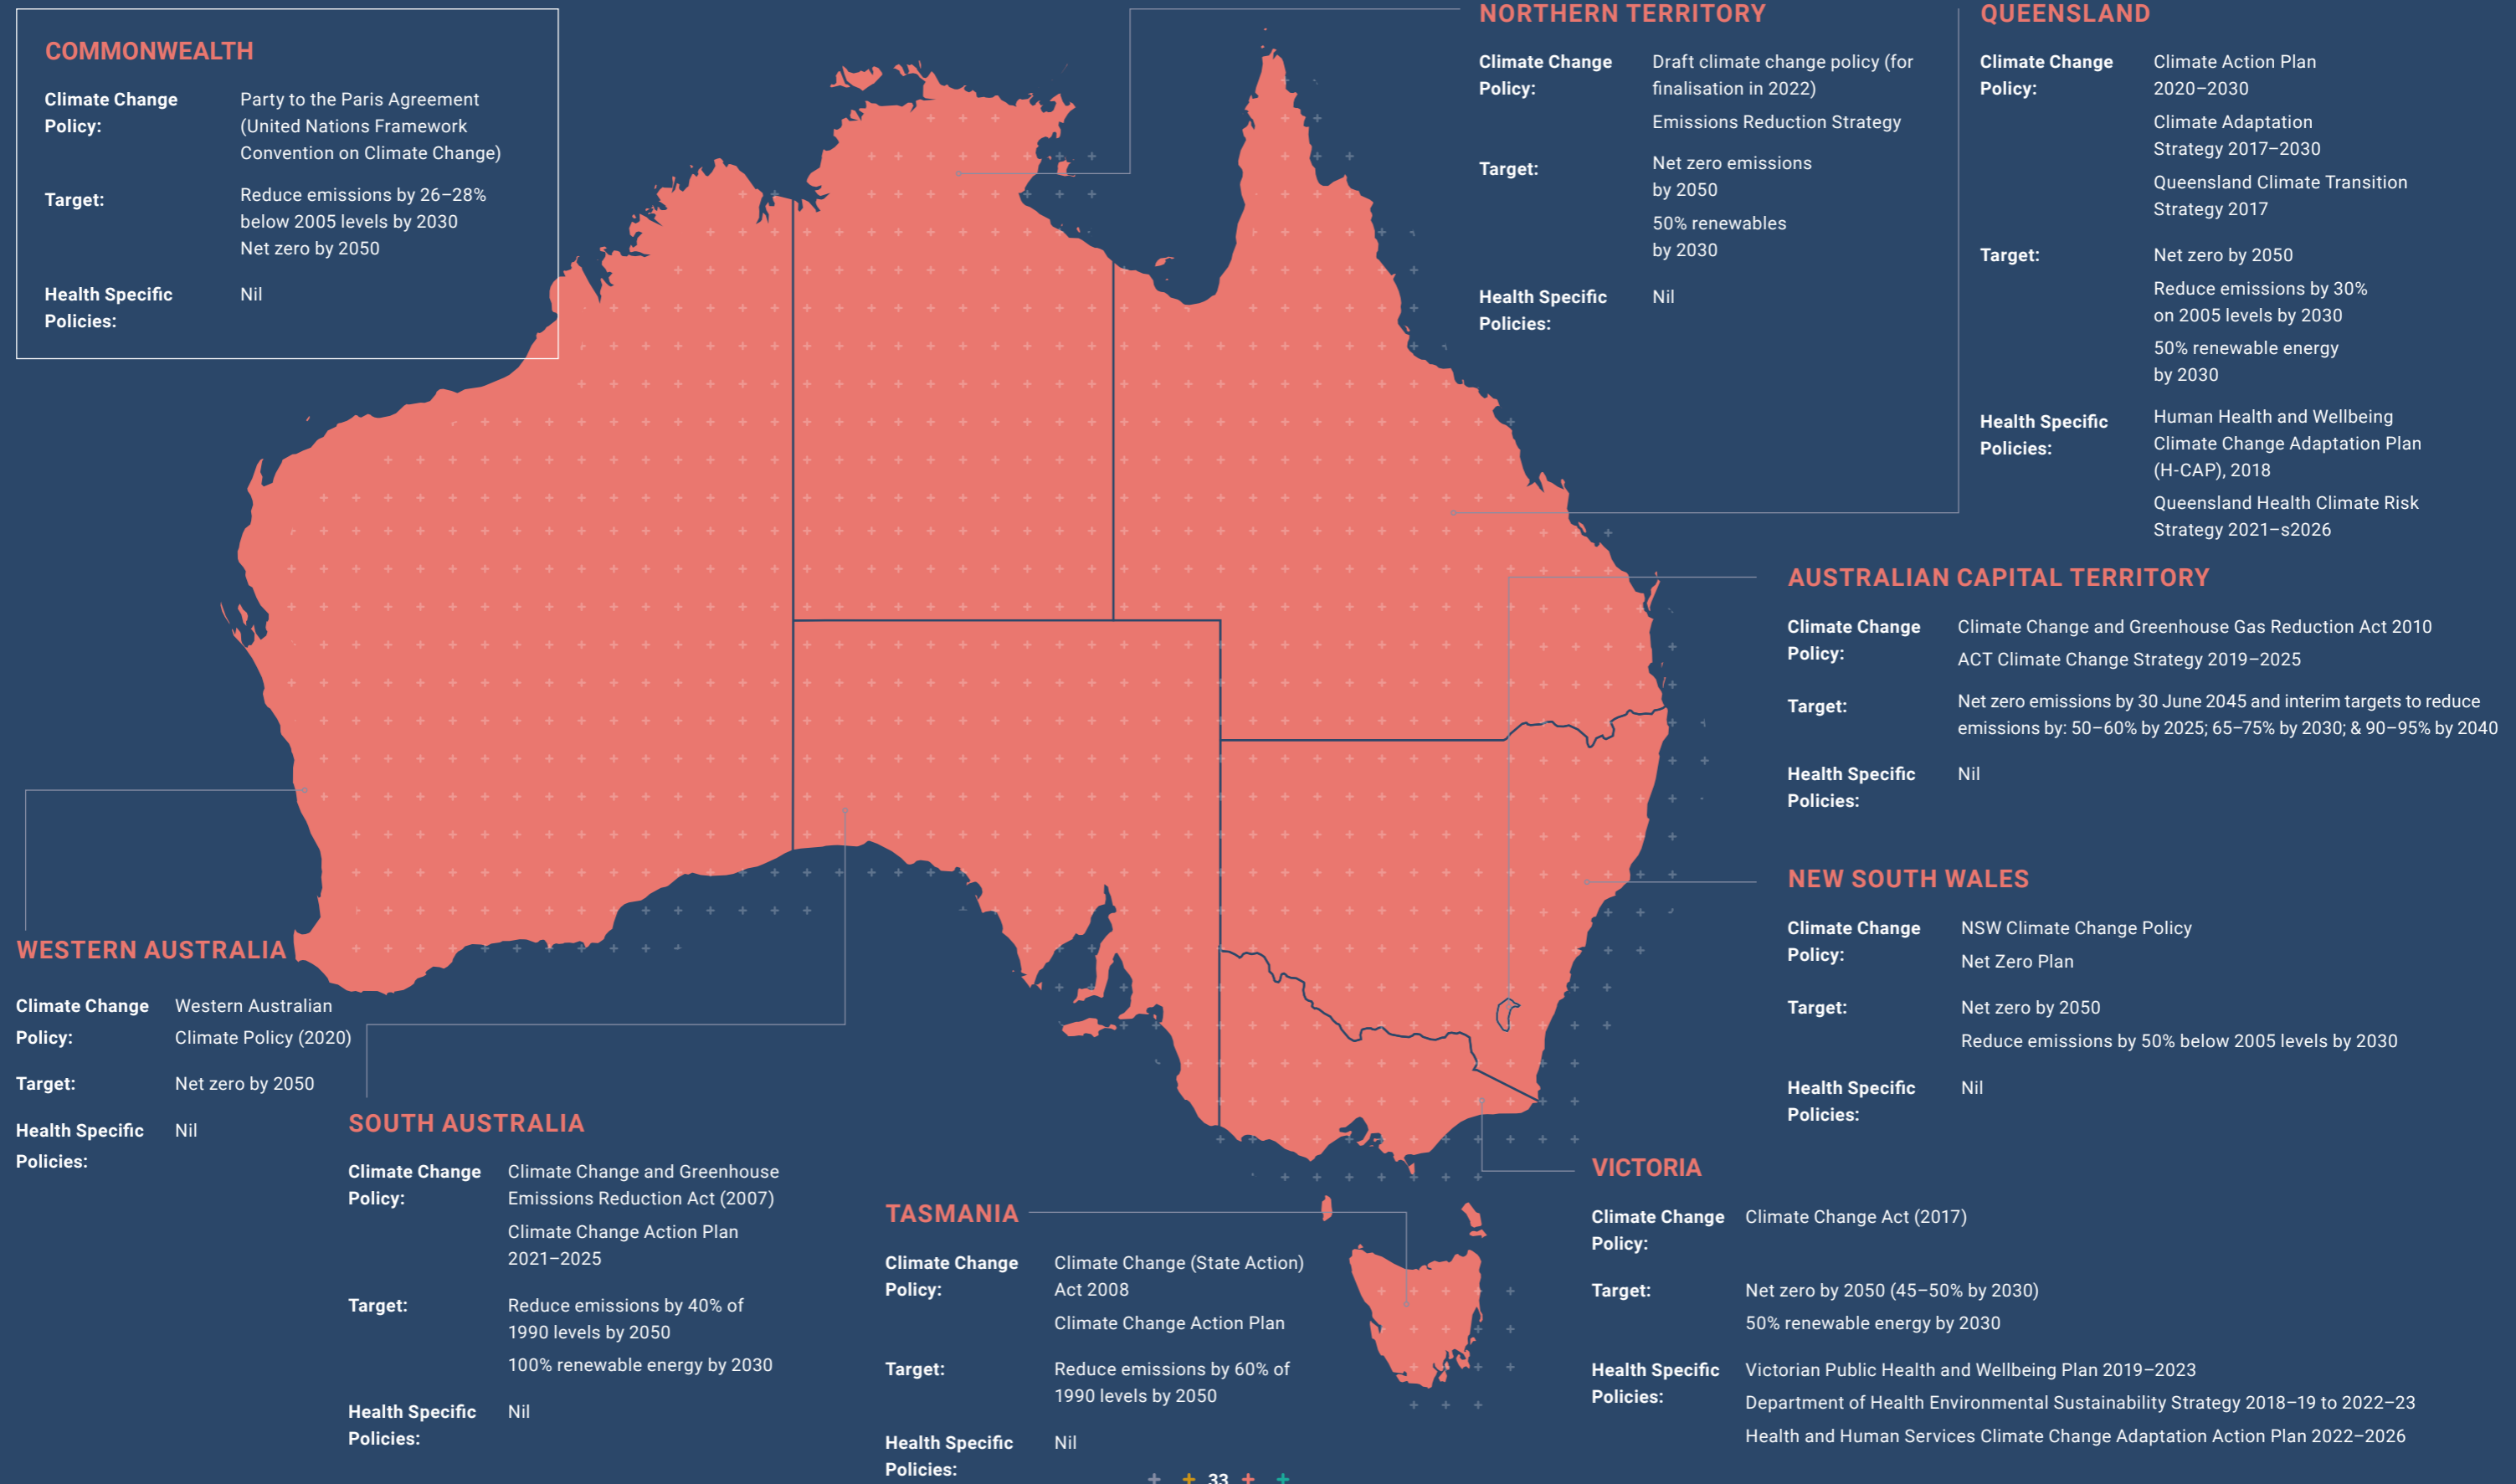 COMMONWEALTH
Climate Change Policy:
Party to the Paris Agreement
(United Nations Framework
Convention on Climate Change)
Target:
Reduce emissions by 26–28%
below 2005 levels by 2030
Net zero by 2050
Health Specific Policies:
Nil
NORTHERN TERRITORY
Climate Change Policy:
Draft climate change policy (for
finalisation in 2022)
Emissions Reduction Strategy
Target:
Net zero emissions
by 2050
50% renewables
by 2030
Health Specific Policies:
Nil
QUEENSLAND
Climate Change Policy:
Climate Action Plan
2020–2030
Climate Adaptation
Strategy 2017–2030
Queensland Climate Transition
Strategy 2017
Target:
Net zero by 2050
Reduce emissions by 30%
on 2005 levels by 2030
50% renewable energy
by 2030
Health Specific Policies:
Human Health and Wellbeing
Climate Change Adaptation Plan
(H-CAP), 2018
Queensland Health Climate Risk
Strategy 2021–s2026
AUSTRALIAN CAPITAL TERRITORY
Climate Change Policy:
Climate Change and Greenhouse Gas Reduction Act 2010
ACT Climate Change Strategy 2019–2025
Target:
Net zero emissions by 30 June 2045 and interim targets to reduce
emissions by: 50–60% by 2025; 65–75% by 2030; & 90–95% by 2040
Health Specific Policies:
Nil
NEW SOUTH WALES
Climate Change Policy:
NSW Climate Change Policy
Net Zero Plan
Target:
Net zero by 2050
Reduce emissions by 50% below 2005 levels by 2030
Health Specific Policies:
Nil
WESTERN AUSTRALIA
Climate Change Policy:
Western Australian
Climate Policy (2020)
Target:
Net zero by 2050
Health Specific Policies:
Nil
SOUTH AUSTRALIA
Climate Change Policy:
Climate Change and Greenhouse
Emissions Reduction Act (2007)
Climate Change Action Plan
2021–2025
Target:
Reduce emissions by 40% of
1990 levels by 2050
100% renewable energy by 2030
Health Specific Policies:
Nil
TASMANIA
Climate Change Policy:
Climate Change (State Action)
Act 2008
Climate Change Action Plan
Target:
Reduce emissions by 60% of
1990 levels by 2050
Health Specific Policies:
Nil
VICTORIA
Climate Change Policy:
Climate Change Act (2017)
Target:
Net zero by 2050 (45–50% by 2030)
50% renewable energy by 2030
Health Specific Policies:
Victorian Public Health and Wellbeing Plan 2019–2023
Department of Health Environmental Sustainability Strategy 2018–19 to 2022–23
Health and Human Services Climate Change Adaptation Action Plan 2022–2026
33